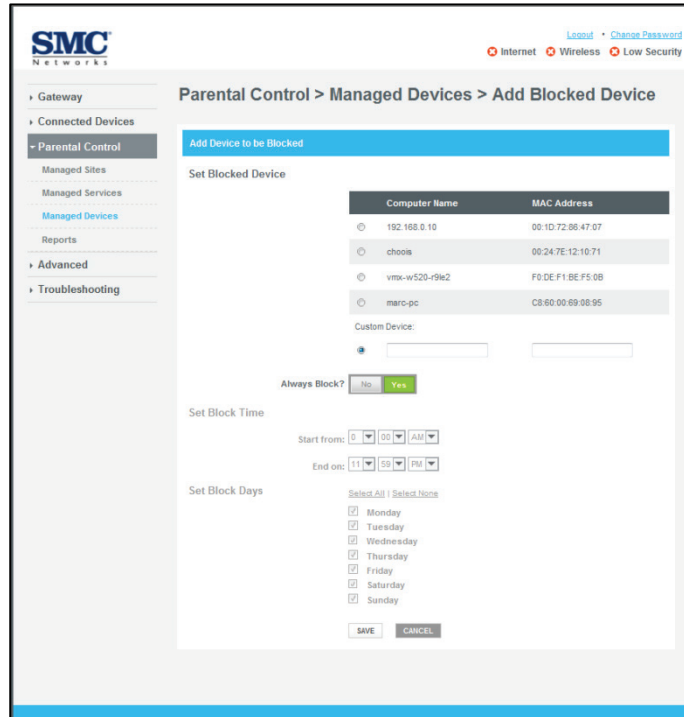 SMC
Networks
Logout • Change Password
Internet Wireless Low Security
Gateway
Connected Devices
Parental Control
Managed Sites
Managed Services
Managed Devices
Reports
Advanced
Troubleshooting
Parental Control > Managed Devices > Add Blocked Device
Add Device to be Blocked
Set Blocked Device
Computer Name MAC Address
192.168.0.10 00:1D:72:86:47:07
choois 00:24:7E:12:10:71
vmx-w520-r9le2 F0:DE:F1:BE:F5:0B
marc-pc C8:60:00:69:08:95
Custom Device:
Always Block? No Yes
Set Block Time
Start from: 0 00 AM
End on: 11 59 PM
Set Block Days
Select All | Select None
Monday
Tuesday
Wednesday
Thursday
Friday
Saturday
Sunday
SAVE CANCEL